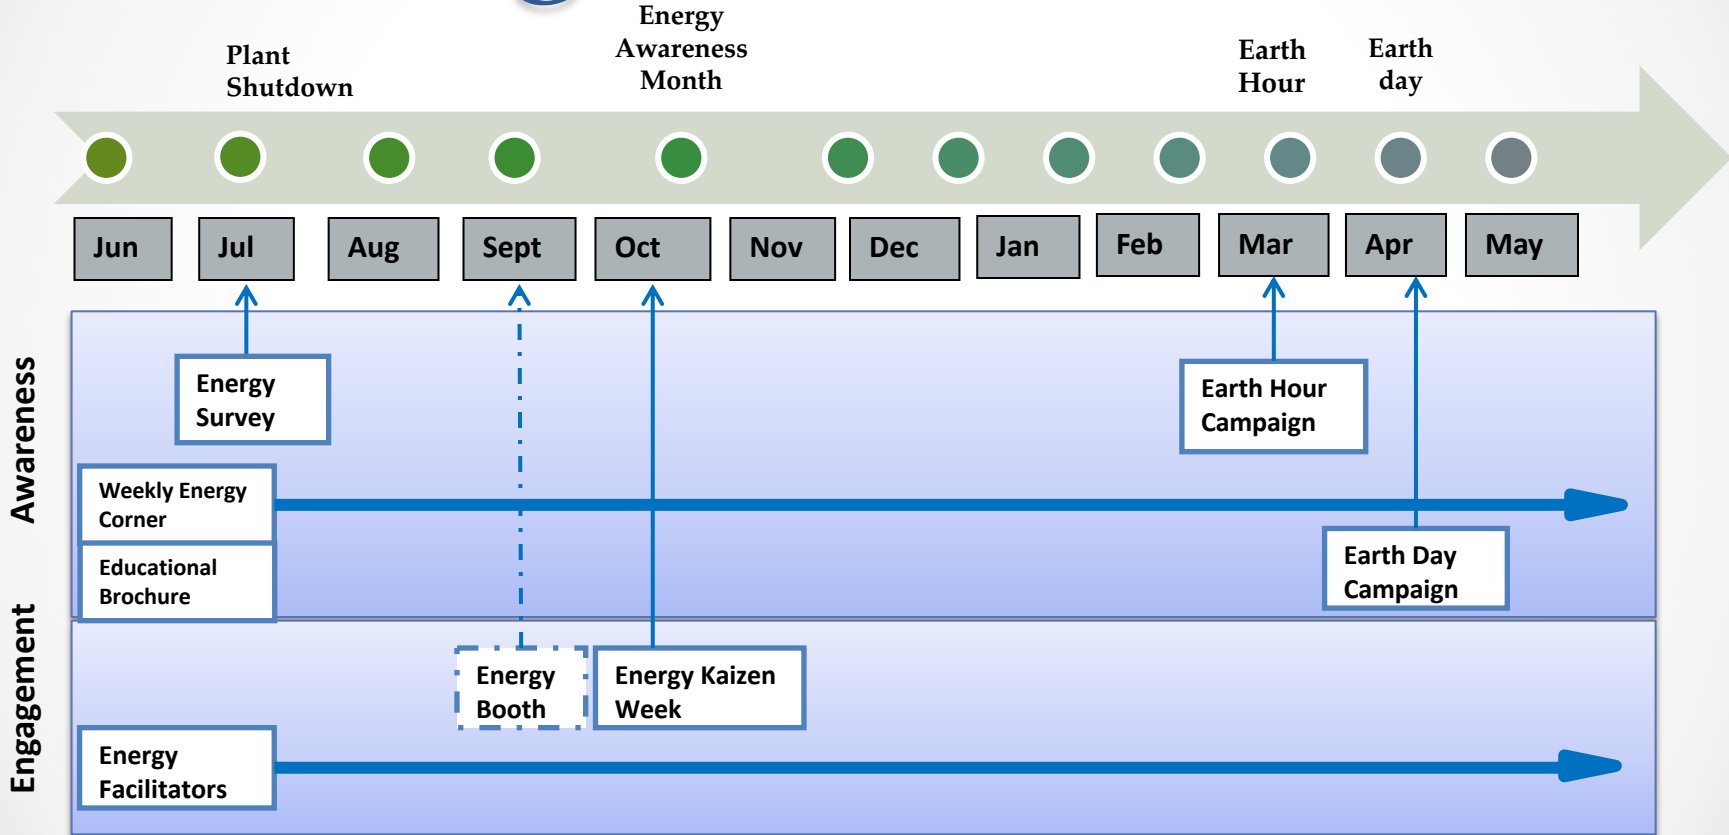 Energy
Awareness
Month
Plant
Shutdown
Earth
Hour
Earth
day
Jun
Jul
Aug
Sept
Oct
Nov
Dec
Jan
Feb
Mar
Apr
May
Awareness
Energy
Survey
Earth Hour
Campaign
Weekly Energy
Corner
Educational
Brochure
Earth Day
Campaign
Engagement
Energy
Booth
Energy Kaizen
Week
Energy
Facilitators